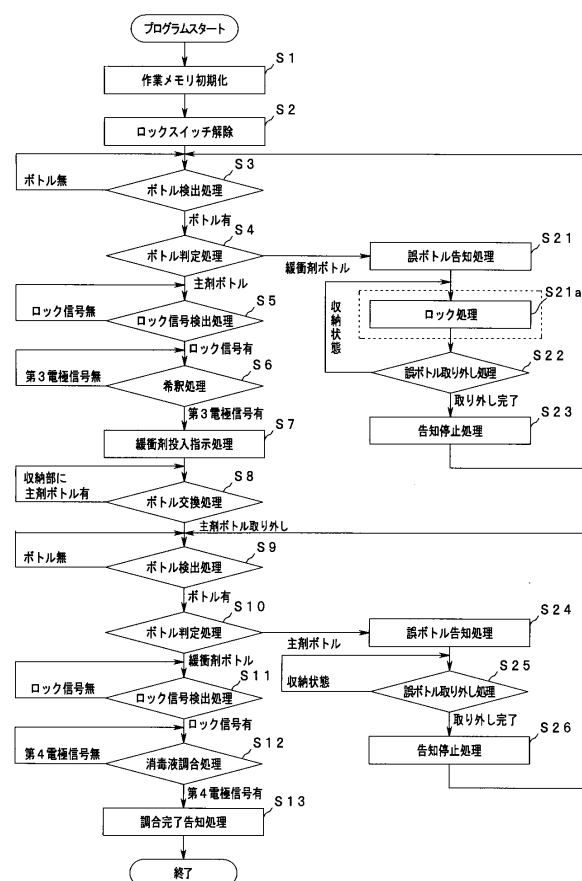 プログラムスタート
S1
作業メモリ初期化
S2
ロックスイッチ解除
S3
ボトル無
ボトル検出処理
ボトル有
S4
ボトル判定処理
緩衝剤ボトル
S21
誤ボトル告知処理
主剤ボトル
S5
ロック信号無
ロック信号検出処理
収納状態
S21a
ロック処理
ロック信号有
S6
第3電極信号無
希釈処理
S22
誤ボトル取り外し処理
第3電極信号有
取り外し完了
S7
緩衝剤投入指示処理
S23
告知停止処理
収納部に
主剤ボトル有
S8
ボトル交換処理
主剤ボトル取り外し
S9
ボトル無
ボトル検出処理
ボトル有
S10
ボトル判定処理
主剤ボトル
S24
誤ボトル告知処理
緩衝剤ボトル
S11
ロック信号無
ロック信号検出処理
収納状態
S25
誤ボトル取り外し処理
ロック信号有
取り外し完了
S12
第4電極信号無
消毒液調合処理
S26
告知停止処理
第4電極信号有
S13
調合完了告知処理
終了